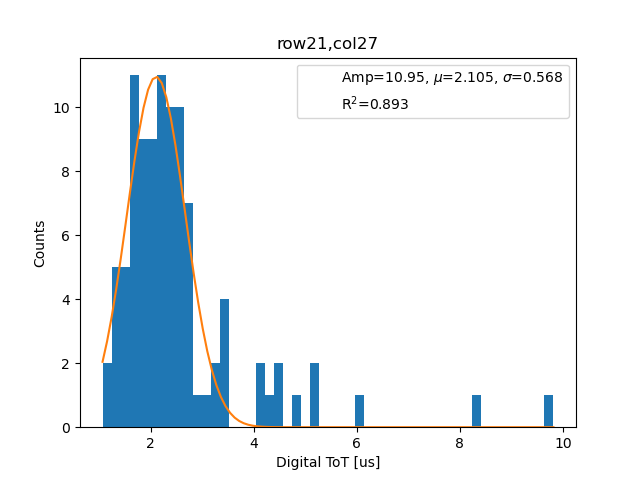 row21,col27
Amp=10.95, μ=2.105, σ=0.568
R²=0.893
10
8
6
4
2
0
Counts
2 4 6 8 10
Digital ToT [us]